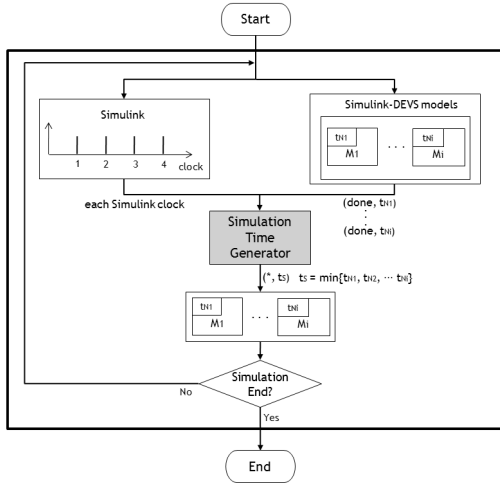 Start
Simulink
1 2 3 4
clock
Simulink-DEVS models
tN1 tNi
M1 . . . Mi
each Simulink clock
(done, tN1)
:
(done, tNi)
Simulation
Time
Generator
(*, tS) tS = min{tN1, tN2, ··· tNi}
tN1 tNi
M1 . . . Mi
Simulation
End?
No
Yes
End